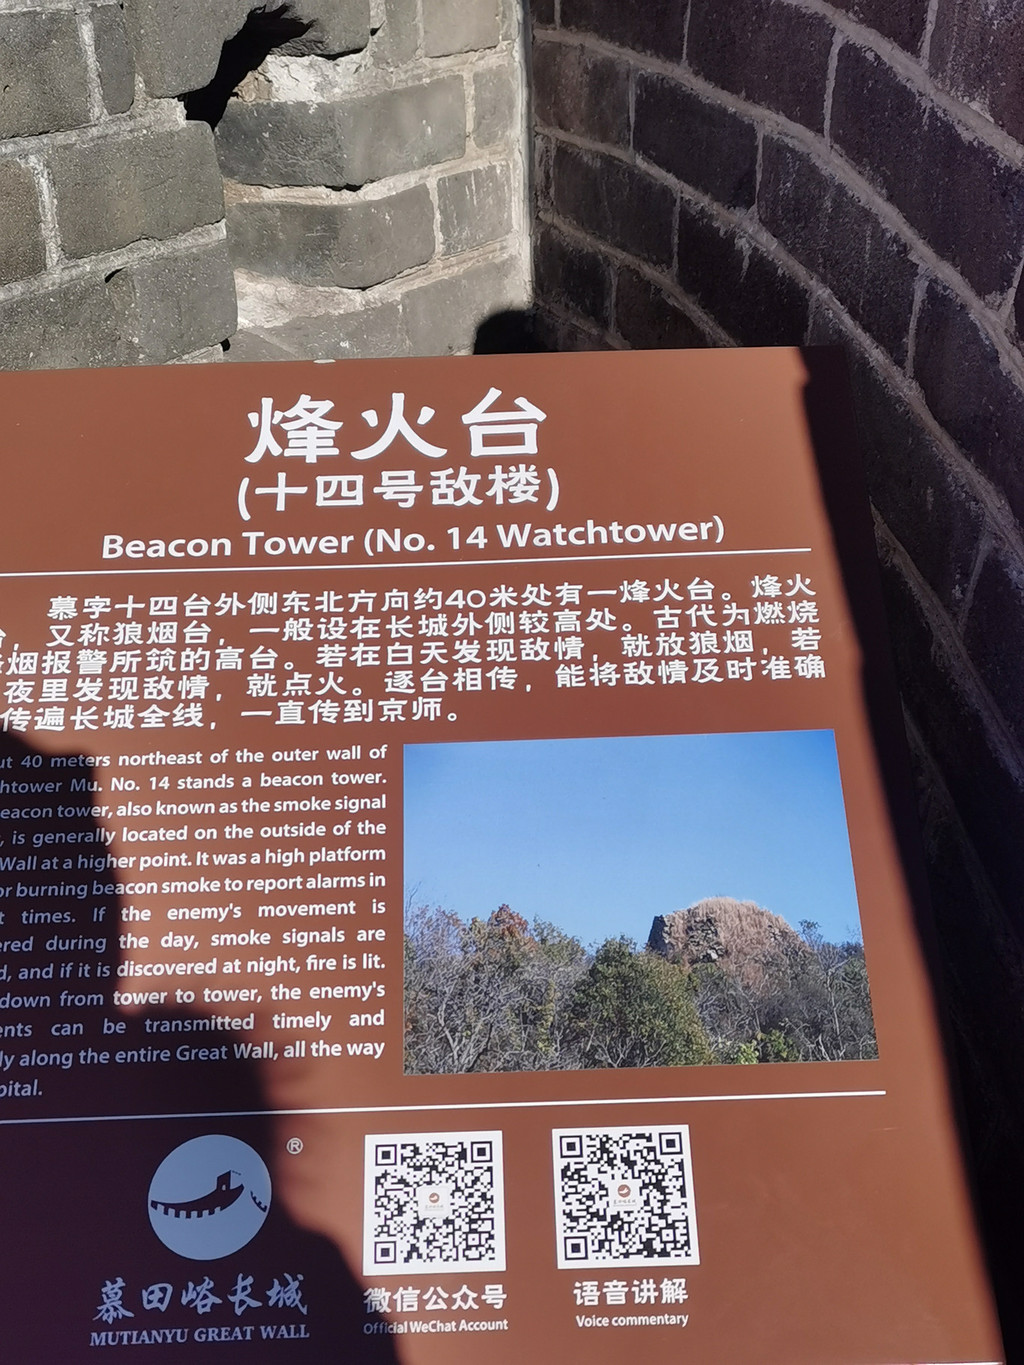 烽火台
(十四号敌楼)
Beacon Tower (No. 14 Watchtower)
慕字十四台外侧东北方向约40米处有一烽火台。烽火
，又称狼烟台，一般设在长城外侧较高处。古代为燃烧
烟报警所筑的高台。若在白天发现敌情，就放狼烟，若
夜里发现敌情，就点火。逐台相传，能将敌情及时准确
传遍长城全线，一直传到京师。
40 meters northeast of the outer wall of
Mu. No. 14 stands a beacon tower.
tower, also known as the smoke signal
, is generally located on the outside of the
Wall at a higher point. It was a high platform
burning beacon smoke to report alarms in
times. If the enemy's movement is
during the day, smoke signals are
, and if it is discovered at night, fire is lit.
down from tower to tower, the enemy's
can be transmitted timely and
along the entire Great Wall, all the way
®
慕田峪长城
MUTIANYU GREAT WALL
微信公众号
Official WeChat Account
语音讲解
Voice commentary